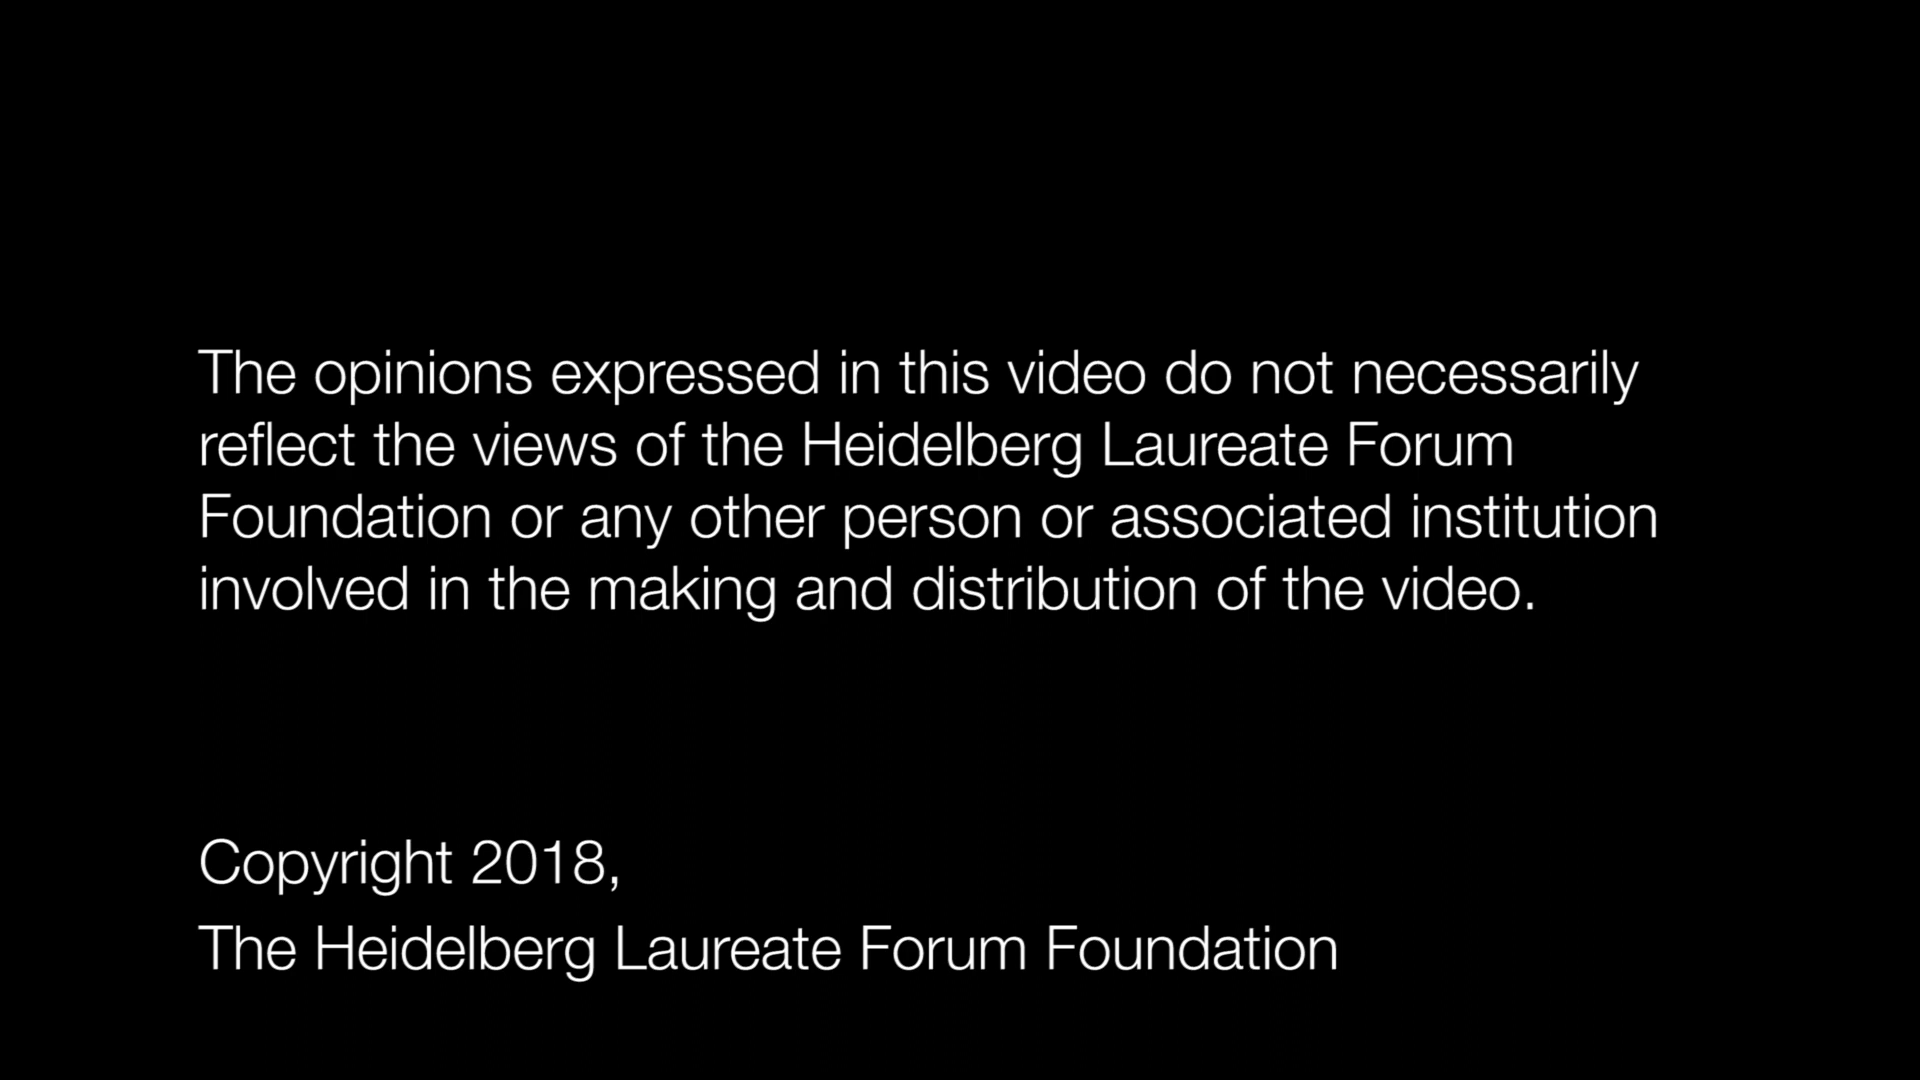 The opinions expressed in this video do not necessarily
reflect the views of the Heidelberg Laureate Forum
Foundation or any other person or associated institution
involved in the making and distribution of the video.
Copyright 2018,
The Heidelberg Laureate Forum Foundation